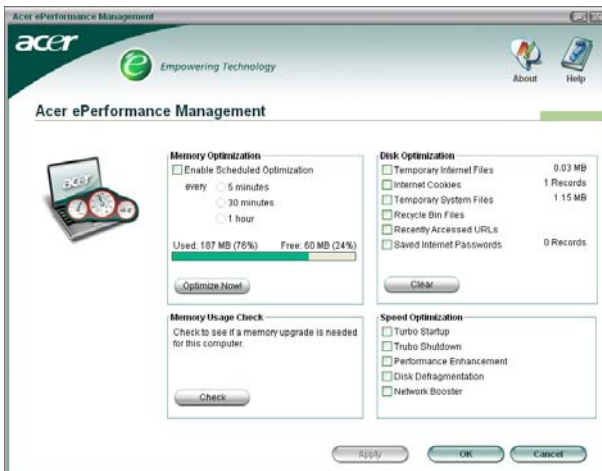 Acer ePerformance Management
acer
e Empowering Technology
About
Help
Acer ePerformance Management
acer
Memory Optimization
Enable Scheduled Optimization
every 5 minutes
30 minutes
1 hour
Used: 187 MB (76%) Free: 60 MB (24%)
Optimize Now!
Disk Optimization
Temporary Internet Files 0.03 MB
Internet Cookies 1 Records
Temporary System Files 1.15 MB
Recycle Bin Files
Recently Accessed URLs
Saved Internet Passwords 0 Records
Clear
Memory Usage Check
Check to see if a memory upgrade is needed
for this computer.
Check
Speed Optimization
Turbo Startup
Trubo Shutdown
Performance Enhancement
Disk Defragmentation
Network Booster
Apply
OK
Cancel